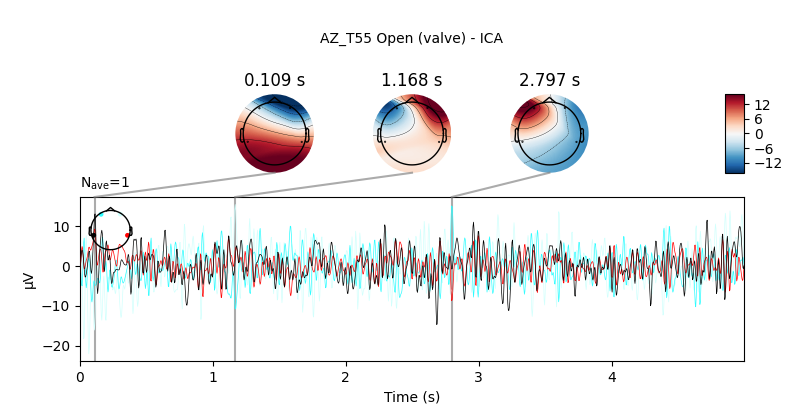 AZ_T55 Open (valve) - ICA
0.109 s
1.168 s
2.797 s
12
6
0
−6
−12
Nave=1
10
0
−10
−20
µV
0
1
2
3
4
Time (s)